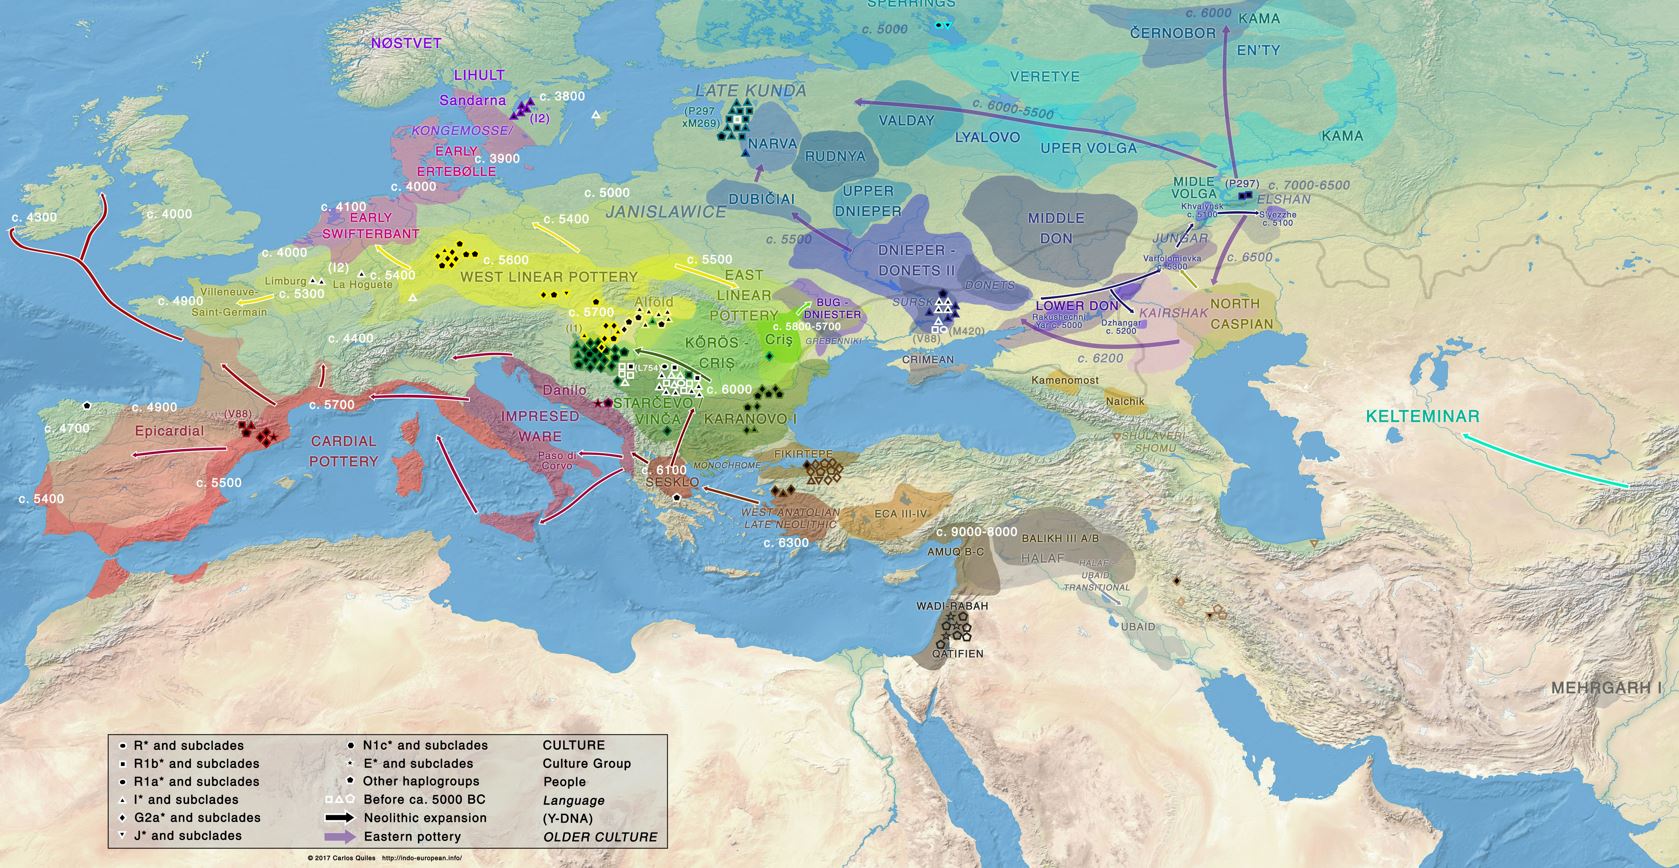 SPERRINGS
c. 5000
c. 6000
KAMA
ČERNOBOR
EN'TY
NØSTVET
LIHULT
Sandarna
c. 3800
(I2)
KONGEMOSSE/
EARLY
ERTEBØLLE
c. 3900
c. 4000
LATE KUNDA
(P297
xM269)
NARVA
RUDNYA
VALDAY
VERETYE
c. 6000-5500
LYALOVO
UPER VOLGA
KAMA
DUBIČIAI
UPPER
DNIEPER
MIDLE
VOLGA
(P297)
c. 7000-6500
ELSHAN
Khvalynsk
c. 5100
S'yezzhe
c. 5100
MIDDLE
DON
JUNGAR
Varfolomievka
c. 5300
c. 6500
c. 4300
c. 4000
c. 4100
EARLY
SWIFTERBANT
c. 4000
c. 5000
JANISLAWICE
c. 5400
c. 5500
DNIEPER -
DONETS II
DONETS
SURSK
(M420)
(V88)
LOWER DON
Rakushechni
Yar c. 5000
Dzhangar
c. 5200
KAIRSHAK
NORTH
CASPIAN
c. 6200
(I2)
Limburg
La Hoguete
c. 5400
c. 5300
c. 5600
WEST LINEAR POTTERY
c. 5500
EAST
LINEAR
POTTERY
Villeneuve-
Saint-Germain
c. 4900
c. 4400
Alföld
c. 5700
(I1)
BUG -
DNIESTER
c. 5800-5700
GREBENNIKI
KÖRÖS -
CRIŞ
Criş
(L754)
c. 6000
STARČEVO
VINČA
KARANOVO I
CRIMEAN
Kamenomost
Nalchik
SHULAVERI
SHOMU
KELTEMINAR
c. 4900
c. 4700
(V88)
Epicardial
c. 5700
CARDIAL
POTTERY
c. 5500
c. 5400
Danilo
IMPRESED
WARE
Paso di
Corvo
c. 6100
SESKLO
MONOCHROME
FIKIRTEPE
WEST ANATOLIAN
LATE NEOLITHIC
c. 6300
ECA III-IV
c. 9000-8000
AMUQ B-C
BALIKH III A/B
HALAF
HALAF -
UBAID
TRANSITIONAL
UBAID
WADI-RABAH
QATIFIEN
MEHRGARH I
R* and subclades
R1b* and subclades
R1a* and subclades
I* and subclades
G2a* and subclades
J* and subclades
N1c* and subclades
E* and subclades
Other haplogroups
Before ca. 5000 BC
Neolithic expansion
Eastern pottery
CULTURE
Culture Group
People
Language
(Y-DNA)
OLDER CULTURE
© 2017 Carlos Quiles http://indo-european.info/